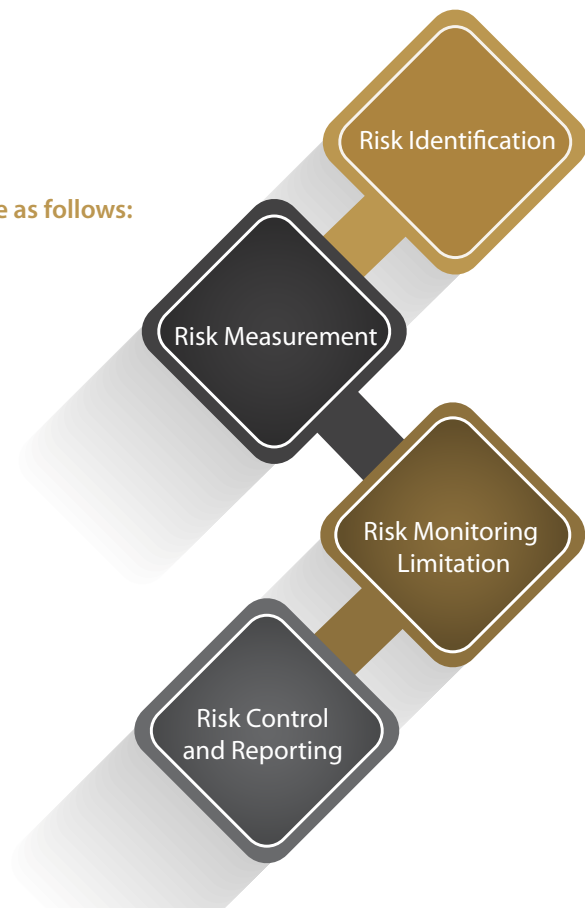 Risk Identification
e as follows:
Risk Measurement
Risk Monitoring
Limitation
Risk Control
and Reporting